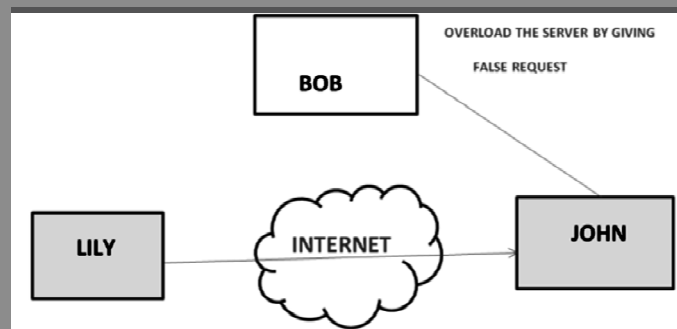 OVERLOAD THE SERVER BY GIVING
FALSE REQUEST
BOB
LILY
INTERNET
JOHN